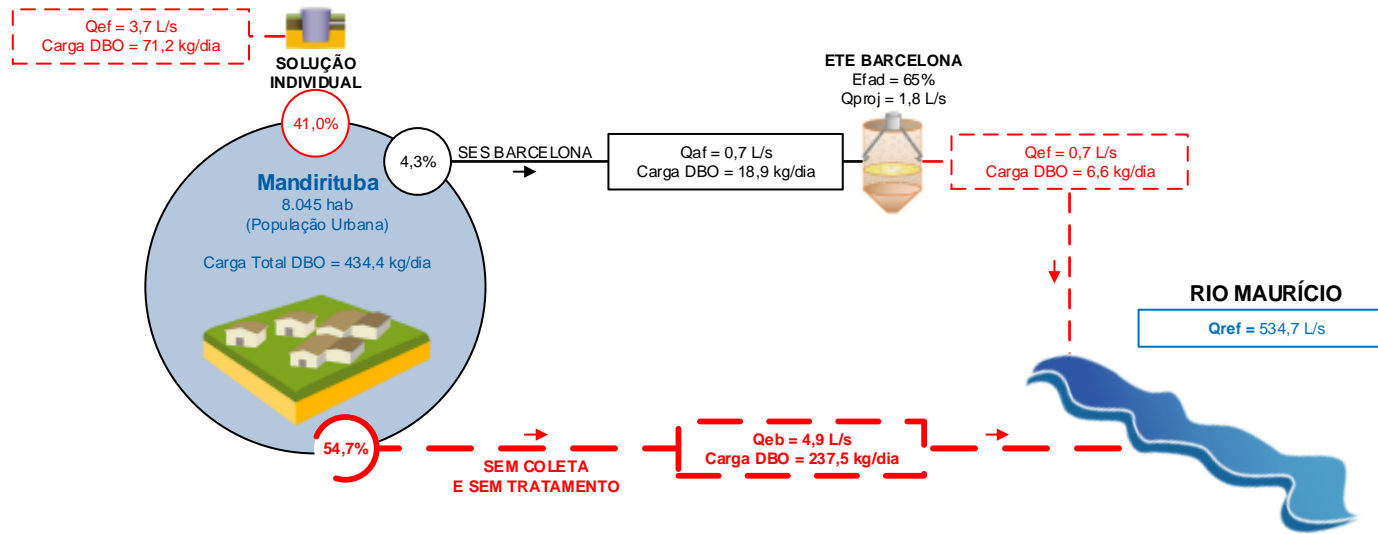 Qef = 3,7 L/s
Carga DBO = 71,2 kg/dia
SOLUÇÃO
INDIVIDUAL
41,0%
4,3%
Mandirituba
8.045 hab
(População Urbana)
Carga Total DBO = 434,4 kg/dia
SES BARCELONA
Qaf = 0,7 L/s
Carga DBO = 18,9 kg/dia
ETE BARCELONA
Efad = 65%
Qproj = 1,8 L/s
Qef = 0,7 L/s
Carga DBO = 6,6 kg/dia
RIO MAURÍCIO
Qref = 534,7 L/s
54,7%
SEM COLETA
E SEM TRATAMENTO
Qeb = 4,9 L/s
Carga DBO = 237,5 kg/dia